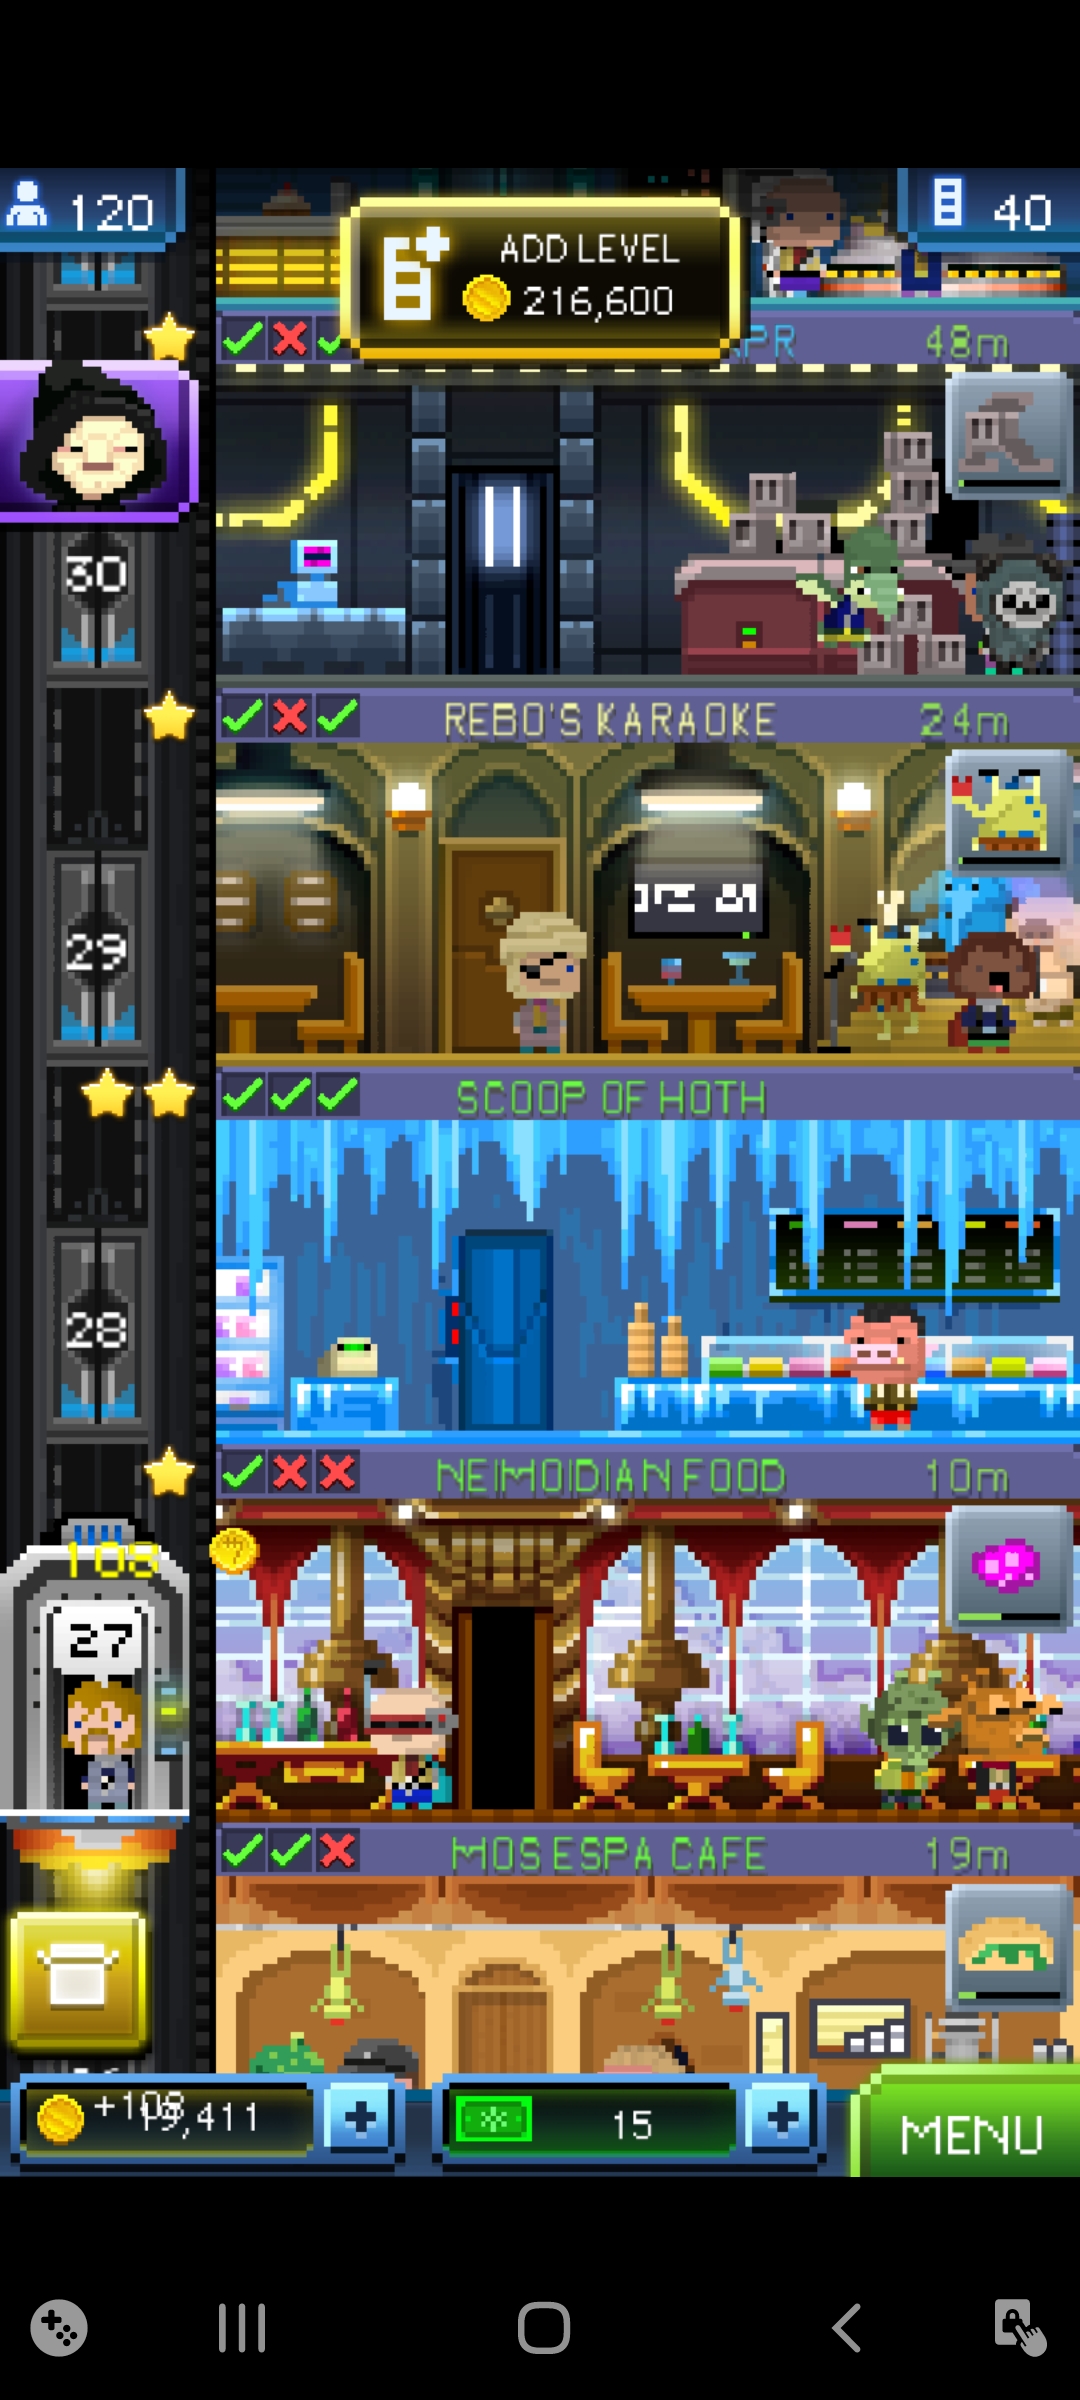 120
ADD LEVEL
216,600
40
PR
48m
30
REBO'S KARAOKE
24m
29
SCOOP OF HOTH
28
NEIMOIDIAN FOOD
10m
108
27
MOS ESPA CAFE
19m
+108
19,411
15
MENU